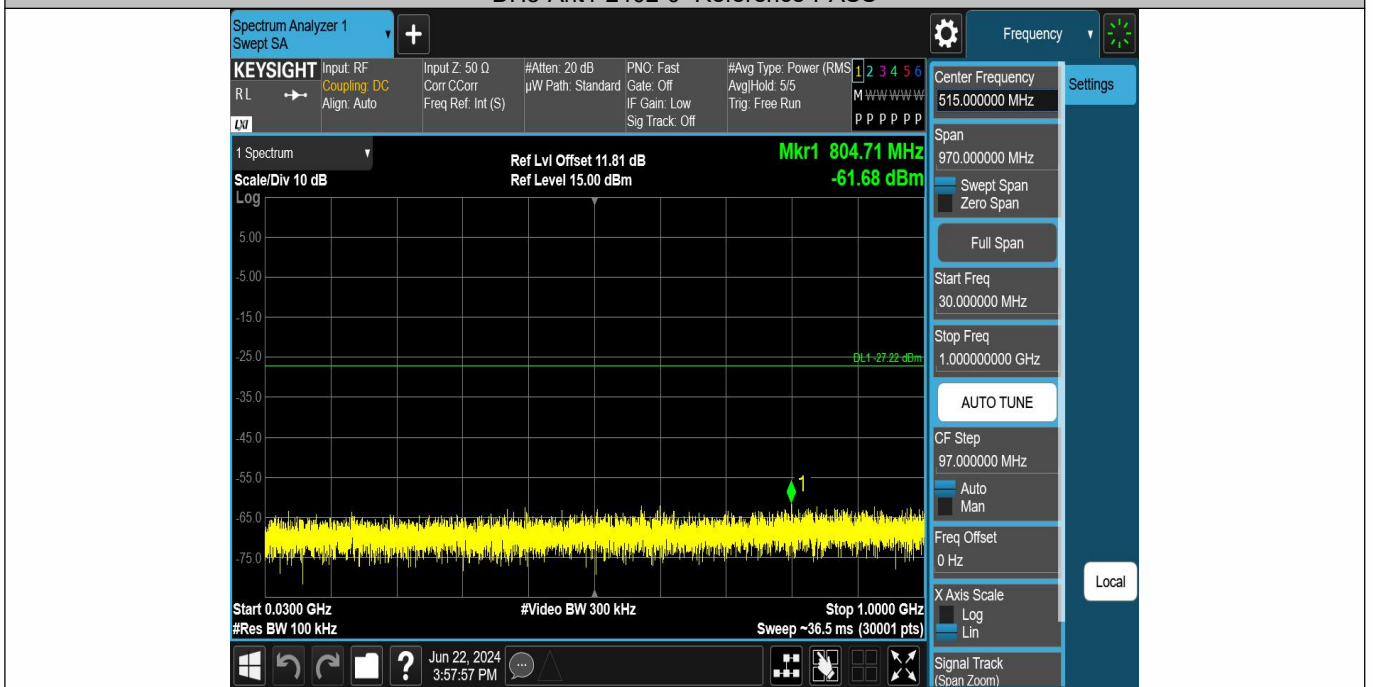 Spectrum Analyzer 1
Swept SA
+
Frequency
KEYSIGHT
RL
LXI
Input: RF
Coupling: DC
Align: Auto
Input Z: 50 Ω
Corr CCorr
Freq Ref: Int (S)
#Atten: 20 dB
µW Path: Standard
PNO: Fast
Gate: Off
IF Gain: Low
Sig Track: Off
#Avg Type: Power (RMS
Avg|Hold: 5/5
Trig: Free Run
1 2 3 4 5 6
M W W W W W
P P P P P P
Center Frequency
515.000000 MHz
Settings
1 Spectrum
Ref Lvl Offset 11.81 dB
Mkr1 804.71 MHz
Scale/Div 10 dB
Ref Level 15.00 dBm
-61.68 dBm
Log
5.00
-5.00
-15.0
-25.0
DL1 -27.22 dBm
-35.0
-45.0
-55.0
1
-65.0
-75.0
Start 0.0300 GHz
#Video BW 300 kHz
Stop 1.0000 GHz
#Res BW 100 kHz
Sweep ~36.5 ms (30001 pts)
Span
970.000000 MHz
Swept Span
Zero Span
Full Span
Start Freq
30.000000 MHz
Stop Freq
1.000000000 GHz
AUTO TUNE
CF Step
97.000000 MHz
Auto
Man
Freq Offset
0 Hz
X Axis Scale
Log
Lin
Local
Signal Track
(Span Zoom)
?
Jun 22, 2024
3:57:57 PM